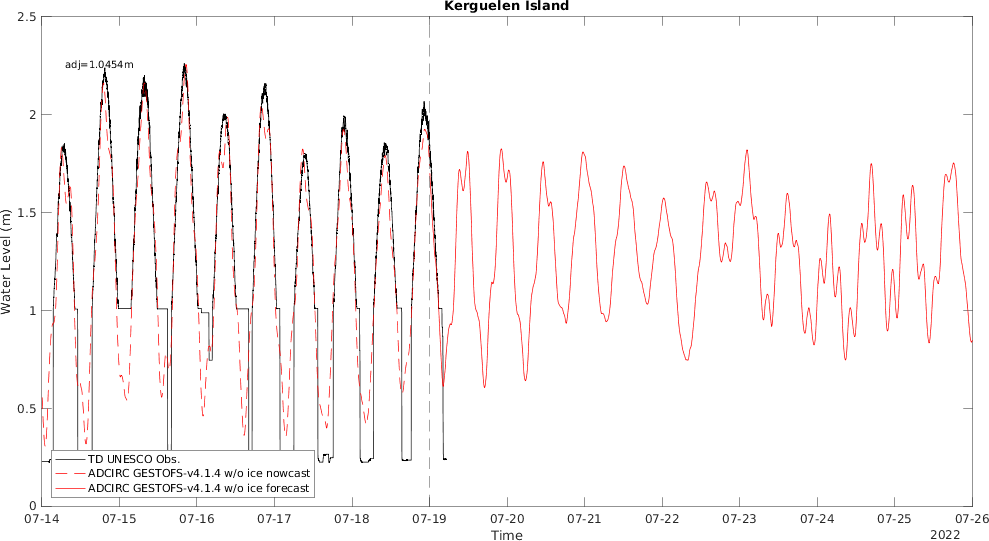 Kerguelen Island
2.5
adj=1.0454m
2
1.5
Water Level (m)
1
0.5
TD UNESCO Obs.
ADCIRC GESTOFS-v4.1.4 w/o ice nowcast
ADCIRC GESTOFS-v4.1.4 w/o ice forecast
0
07-14 07-15 07-16 07-17 07-18 07-19 07-20 07-21 07-22 07-23 07-24 07-25 07-26
Time
2022